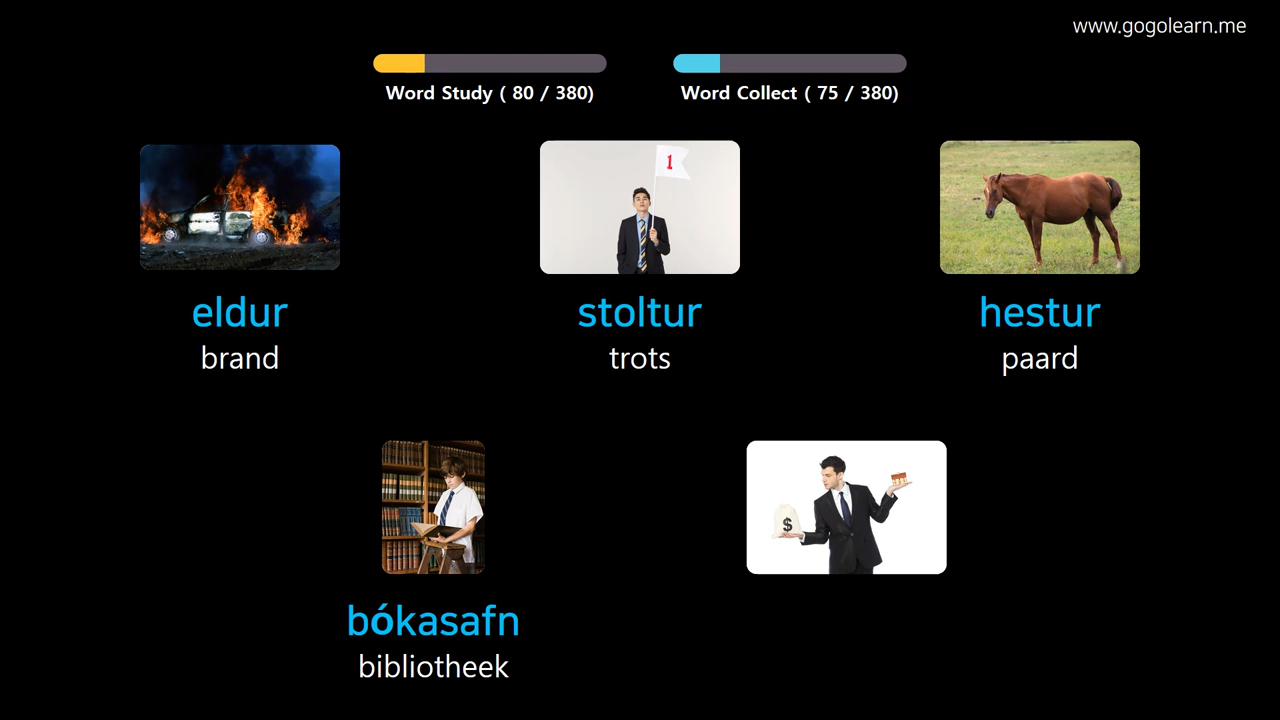 www.gogolearn.me
Word Study ( 80 / 380)
Word Collect ( 75 / 380)
1
eldur
brand
stoltur
trots
hestur
paard
$
bókasafn
bibliotheek